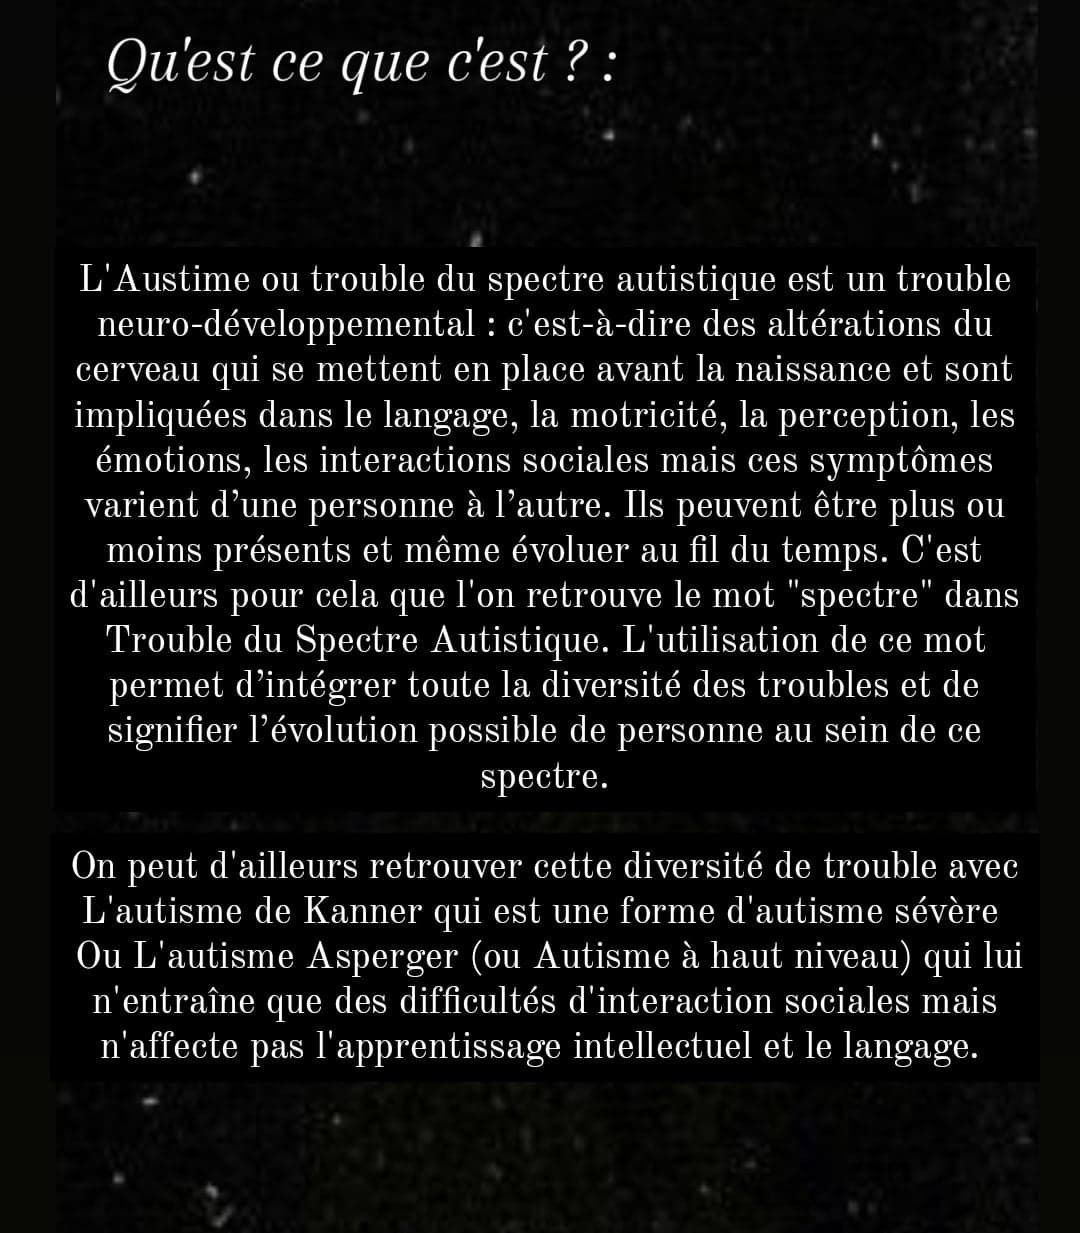 Qu'est ce que c'est ? :
L'Austime ou trouble du spectre autistique est un trouble
neuro-développemental : c'est-à-dire des altérations du
cerveau qui se mettent en place avant la naissance et sont
impliquées dans le langage, la motricité, la perception, les
émotions, les interactions sociales mais ces symptômes
varient d’une personne à l’autre. Ils peuvent être plus ou
moins présents et même évoluer au fil du temps. C'est
d'ailleurs pour cela que l'on retrouve le mot "spectre" dans
Trouble du Spectre Autistique. L'utilisation de ce mot
permet d’intégrer toute la diversité des troubles et de
signifier l’évolution possible de personne au sein de ce
spectre.
On peut d'ailleurs retrouver cette diversité de trouble avec
L'autisme de Kanner qui est une forme d'autisme sévère
Ou L'autisme Asperger (ou Autisme à haut niveau) qui lui
n'entraîne que des difficultés d'interaction sociales mais
n'affecte pas l'apprentissage intellectuel et le langage.